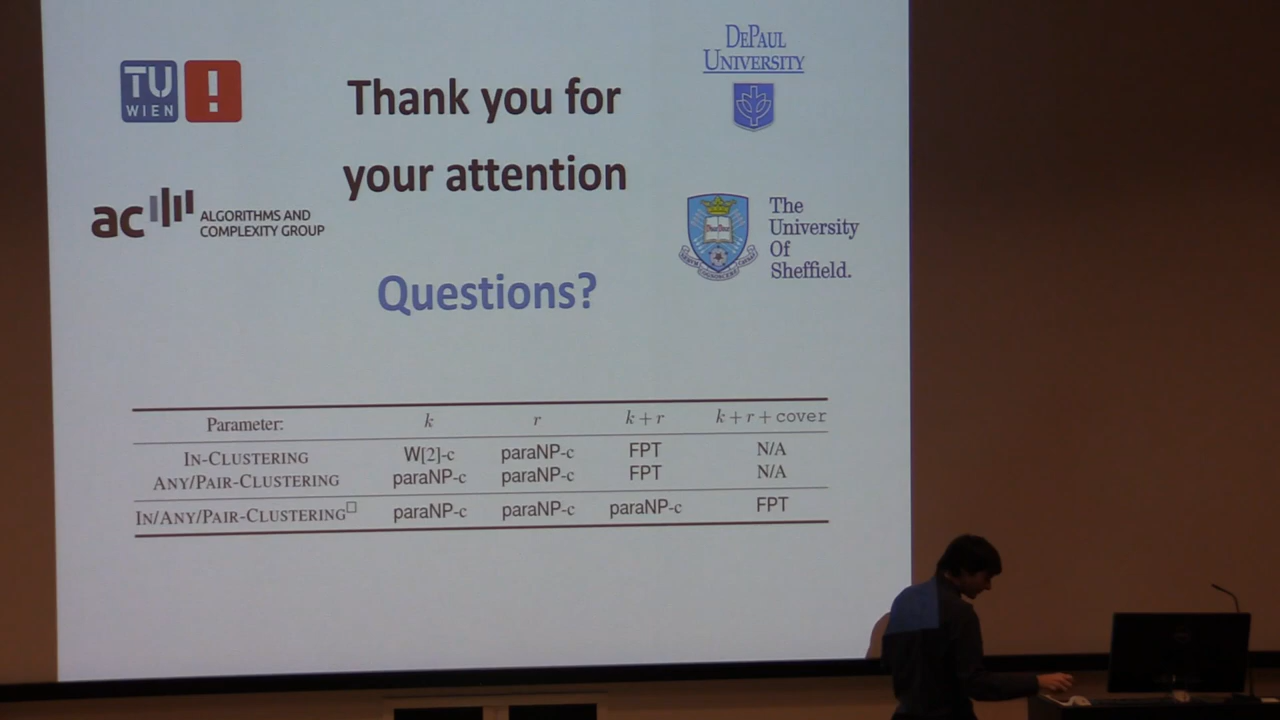 TU
WIEN
!
Thank you for
your attention
DEPAUL
UNIVERSITY
ac
ALGORITHMS AND
COMPLEXITY GROUP
The
University
Of
Sheffield.
Questions?
Parameter: k r k + r k + r + cover
IN-CLUSTERING W[2]-c paraNP-c FPT N/A
ANY/PAIR-CLUSTERING paraNP-c paraNP-c FPT N/A
IN/ANY/PAIR-CLUSTERING□ paraNP-c paraNP-c paraNP-c FPT